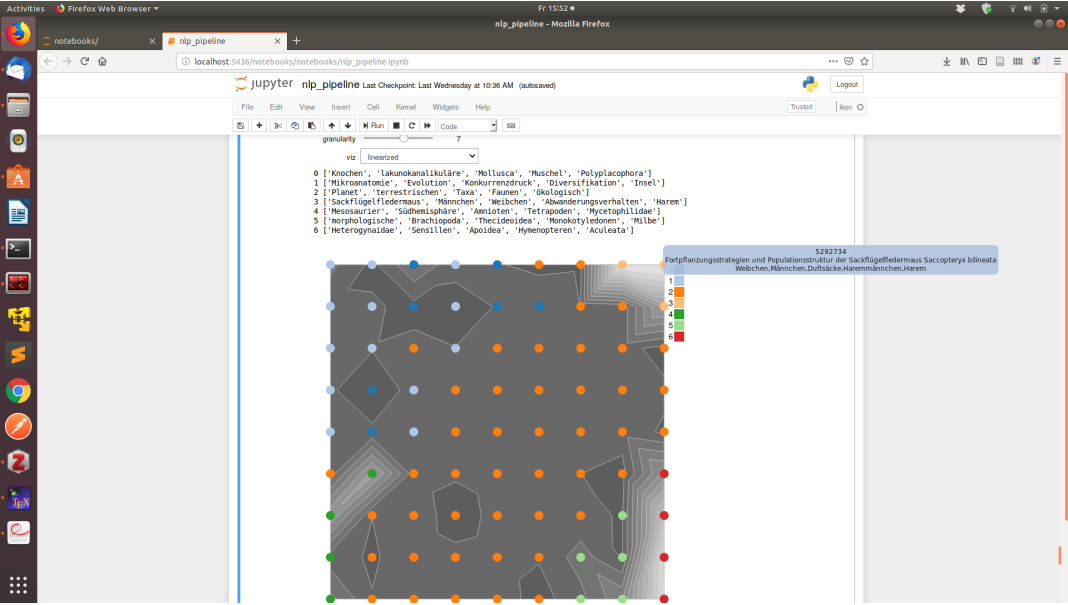 Activities Firefox Web Browser Fr 15:52
nlp_pipeline - Mozilla Firefox
notebooks/ nlp_pipeline
localhost:5436/notebooks/notebooks/nlp_pipeline.ipynb
jupyter nlp_pipeline Last Checkpoint: Last Wednesday at 10:36 AM (autosaved) Logout
File Edit View Insert Cell Kernel Widgets Help Trusted ikon
Run Code
granularity 7
viz linearized
0 ['Knochen', 'lakunokanalikuläre', 'Mollusca', 'Muschel', 'Polyplacophora']
1 ['Mikroanatomie', 'Evolution', 'Konkurrenzdruck', 'Diversifikation', 'Insel']
2 ['Planet', 'terrestrischen', 'Taxa', 'Faunen', 'ökologisch']
3 ['Sackflügelfledermaus', 'Männchen', 'Weibchen', 'Abwanderungsverhalten', 'Harem']
4 ['Mesosaurier', 'Südhemisphäre', 'Amnioten', 'Tetrapoden', 'Mycetophilidae']
5 ['morphologische', 'Brachiopoda', 'Thecideoidea', 'Monokotyledonen', 'Milbe']
6 ['Heterogynaidae', 'Sensillen', 'Apoidea', 'Hymenopteren', 'Aculeata']
5292734
Fortpflanzungsstrategien und Populationsstruktur der Sackflügelfledermaus Saccopteryx bilineata
Weibchen,Männchen,Duftsäcke,Haremmännchen,Harem
1
2
3
4
5
6